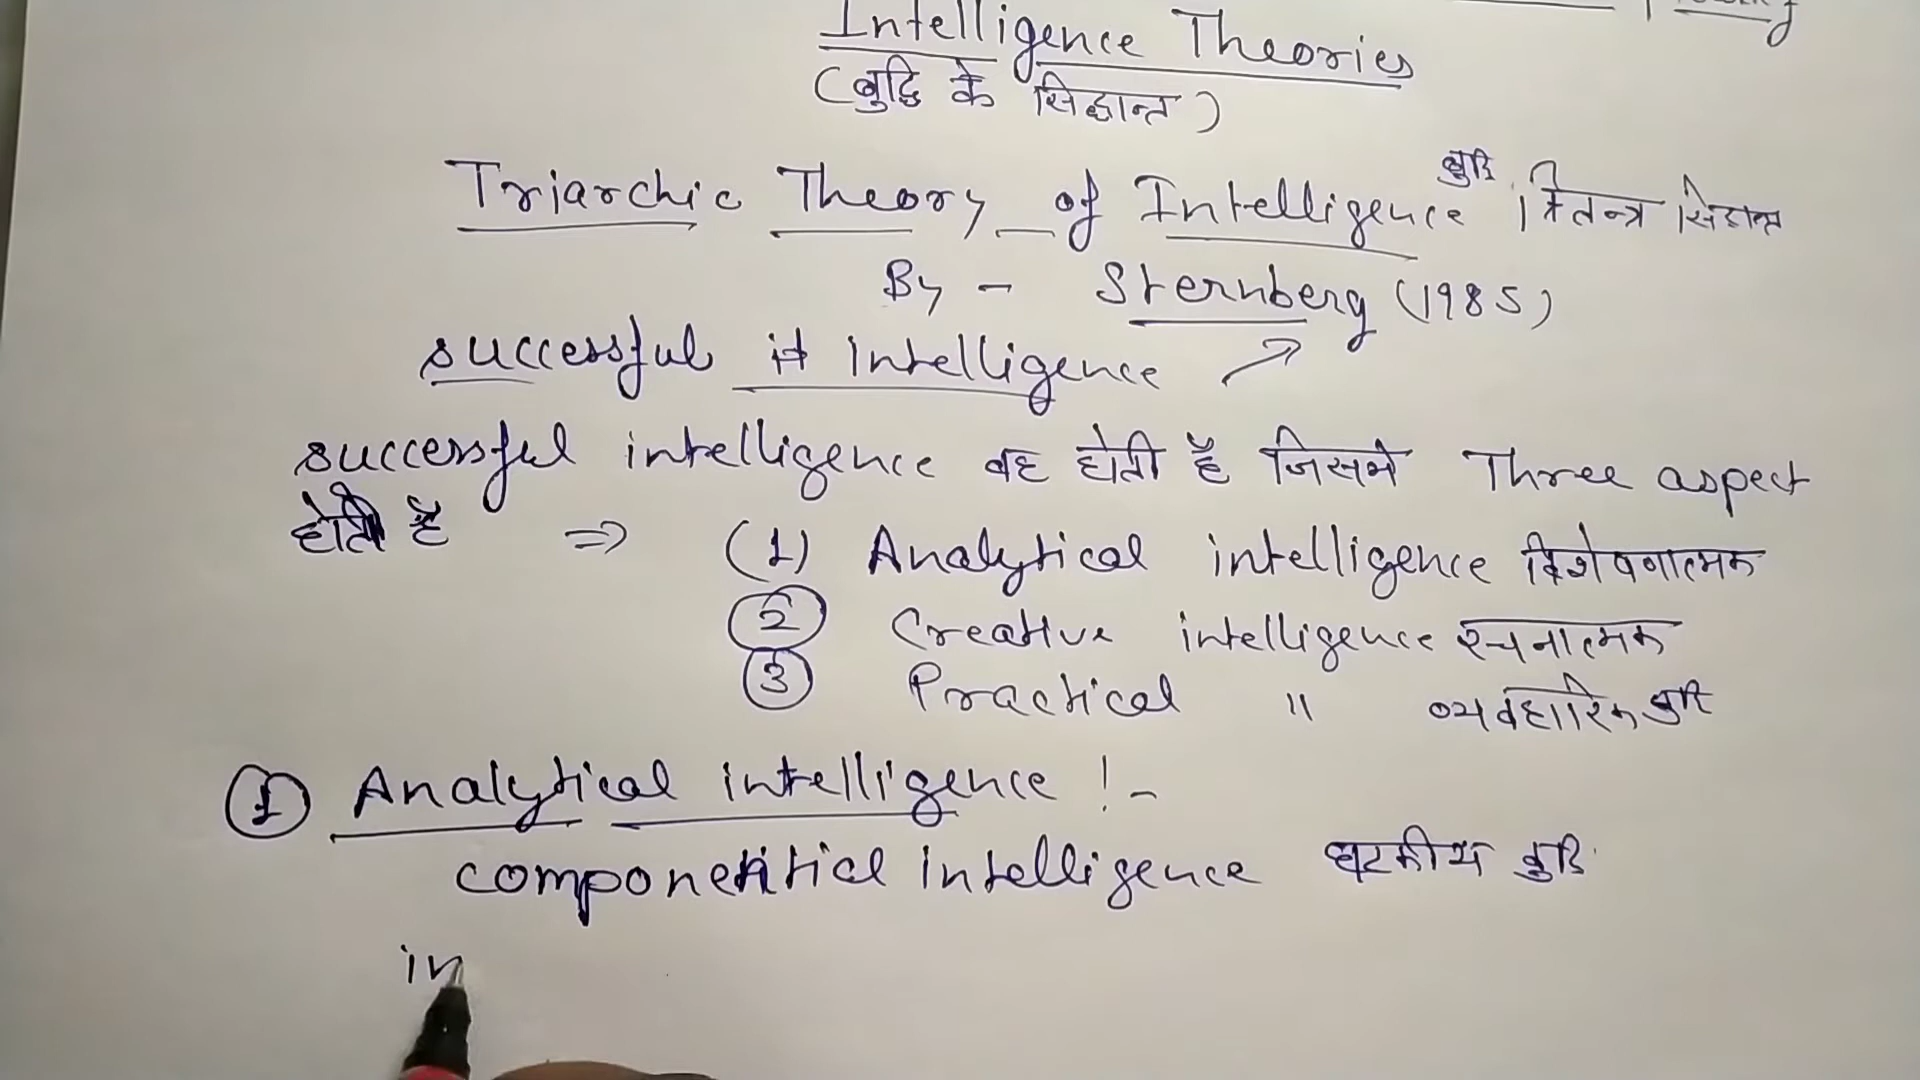 Intelligence Theories
(बुद्धि के सिद्धान्त)
Triarchic Theory of Intelligence बुद्धि त्रितन्त्र सिद्धान्त
By - Sternberg (1985)
successful it Intelligence
successful intelligence वह होती है जिसमे Three aspect
होती है ⇒ (1) Analytical intelligence विशेषणात्मक
2 Creative intelligence रचनात्मक
3 Practical " व्यवहारिक बुद्धि
1 Analytical intelligence :-
componential intelligence घटकीय बुद्धि
in